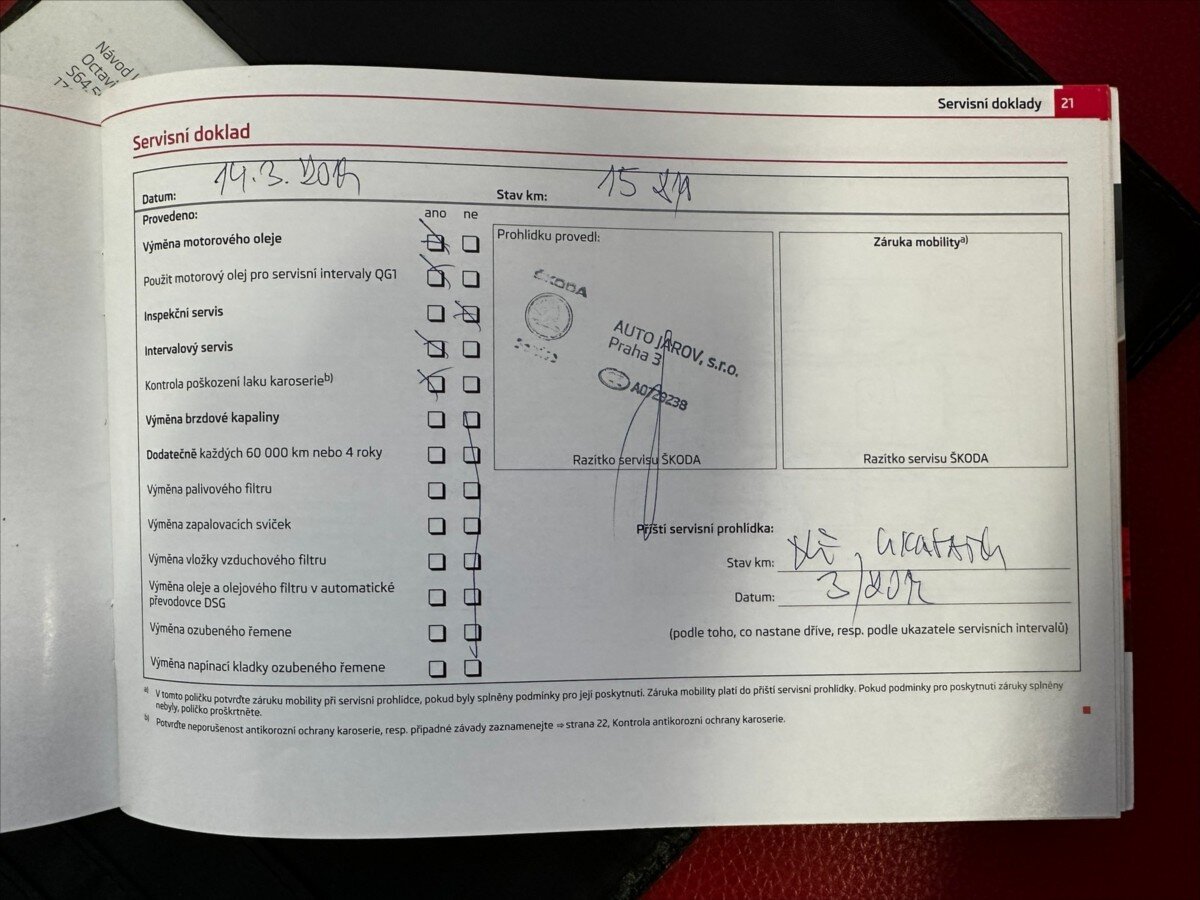 Návod
Octavi
S64.5
Servisní doklady 21
Servisní doklad
Datum: 14.3. Stav km: 15
Provedeno: ano ne
Výměna motorového oleje
Použit motorový olej pro servisní intervaly QG1
Inspekční servis
Intervalový servis
Kontrola poškození laku karoserieb)
Výměna brzdové kapaliny
Dodatečně každých 60 000 km nebo 4 roky
Výměna palivového filtru
Výměna zapalovacích svíček
Výměna vložky vzduchového filtru
Výměna oleje a olejového filtru v automatické
převodovce DSG
Výměna ozubeného řemene
Výměna napínací kladky ozubeného řemene
Prohlídku provedl:
ŠKODA
AUTO JAROV, s.r.o.
Praha 3
Razítko servisu ŠKODA
Záruka mobilitya)
Razítko servisu ŠKODA
Příští servisní prohlídka:
Stav km:
Datum:
(podle toho, co nastane dříve, resp. podle ukazatele servisních intervalů)
a) V tomto políčku potvrďte záruku mobility při servisní prohlídce, pokud byly splněny podmínky pro její poskytnutí. Záruka mobility platí do příští servisní prohlídky. Pokud podmínky pro poskytnutí záruky splněny
nebyly, políčko proškrtněte.
b) Potvrďte neporušenost antikorozní ochrany karoserie, resp. případné závady zaznamenejte ⇒ strana 22, Kontrola antikorozní ochrany karoserie.